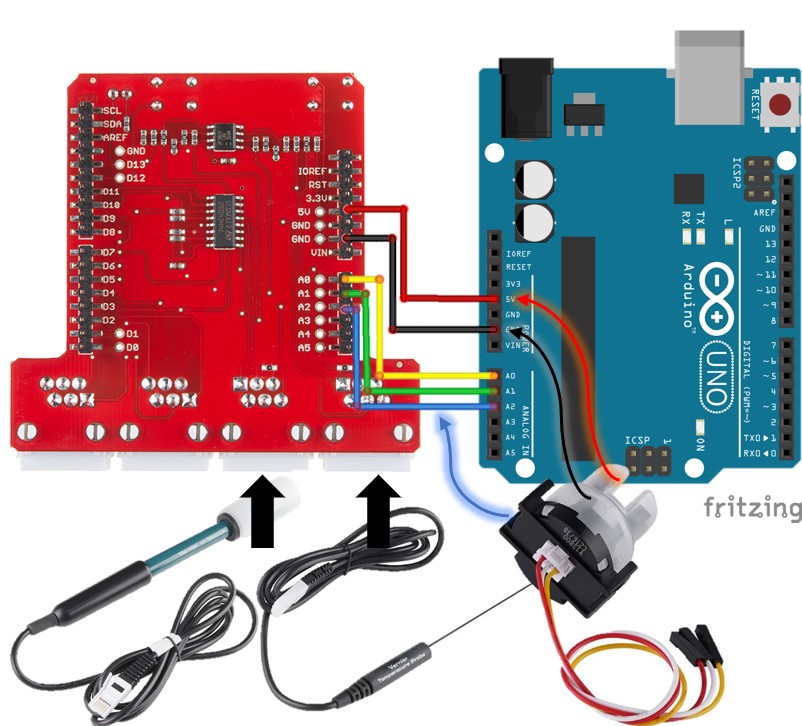 SCL
SDA
AREF
GND
D13
D12
D11
D10
D9
D8
D7
D6
D5
D4
D3
D2
D1
D0
IOREF
RST
3.3V
5V
GND
GND
VIN
A0
A1
A2
A3
A4
A5
RESET
ICSP2
IOREF
RESET
3V3
5V
GND
VIN
POWER
A0
A1
A2
A3
A4
A5
ANALOG IN
RX
TX
L
Arduino™
UNO
AREF
GND
13
12
~11
~10
~9
8
7
~6
~5
4
~3
2
TXO▶1
RXO◀0
DIGITAL (PWM=~)
ON
ICSP
1
fritzing
Vernier
Temperature Probe